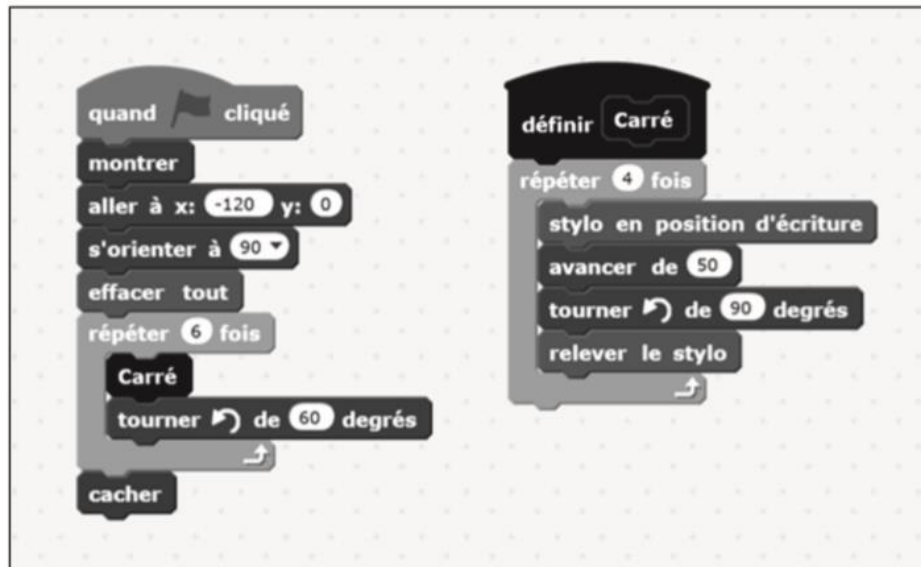 quand cliqué
montrer
aller à x: -120 y: 0
s'orienter à 90
effacer tout
répéter 6 fois
Carré
tourner de 60 degrés
cacher
définir Carré
répéter 4 fois
stylo en position d'écriture
avancer de 50
tourner de 90 degrés
relever le stylo